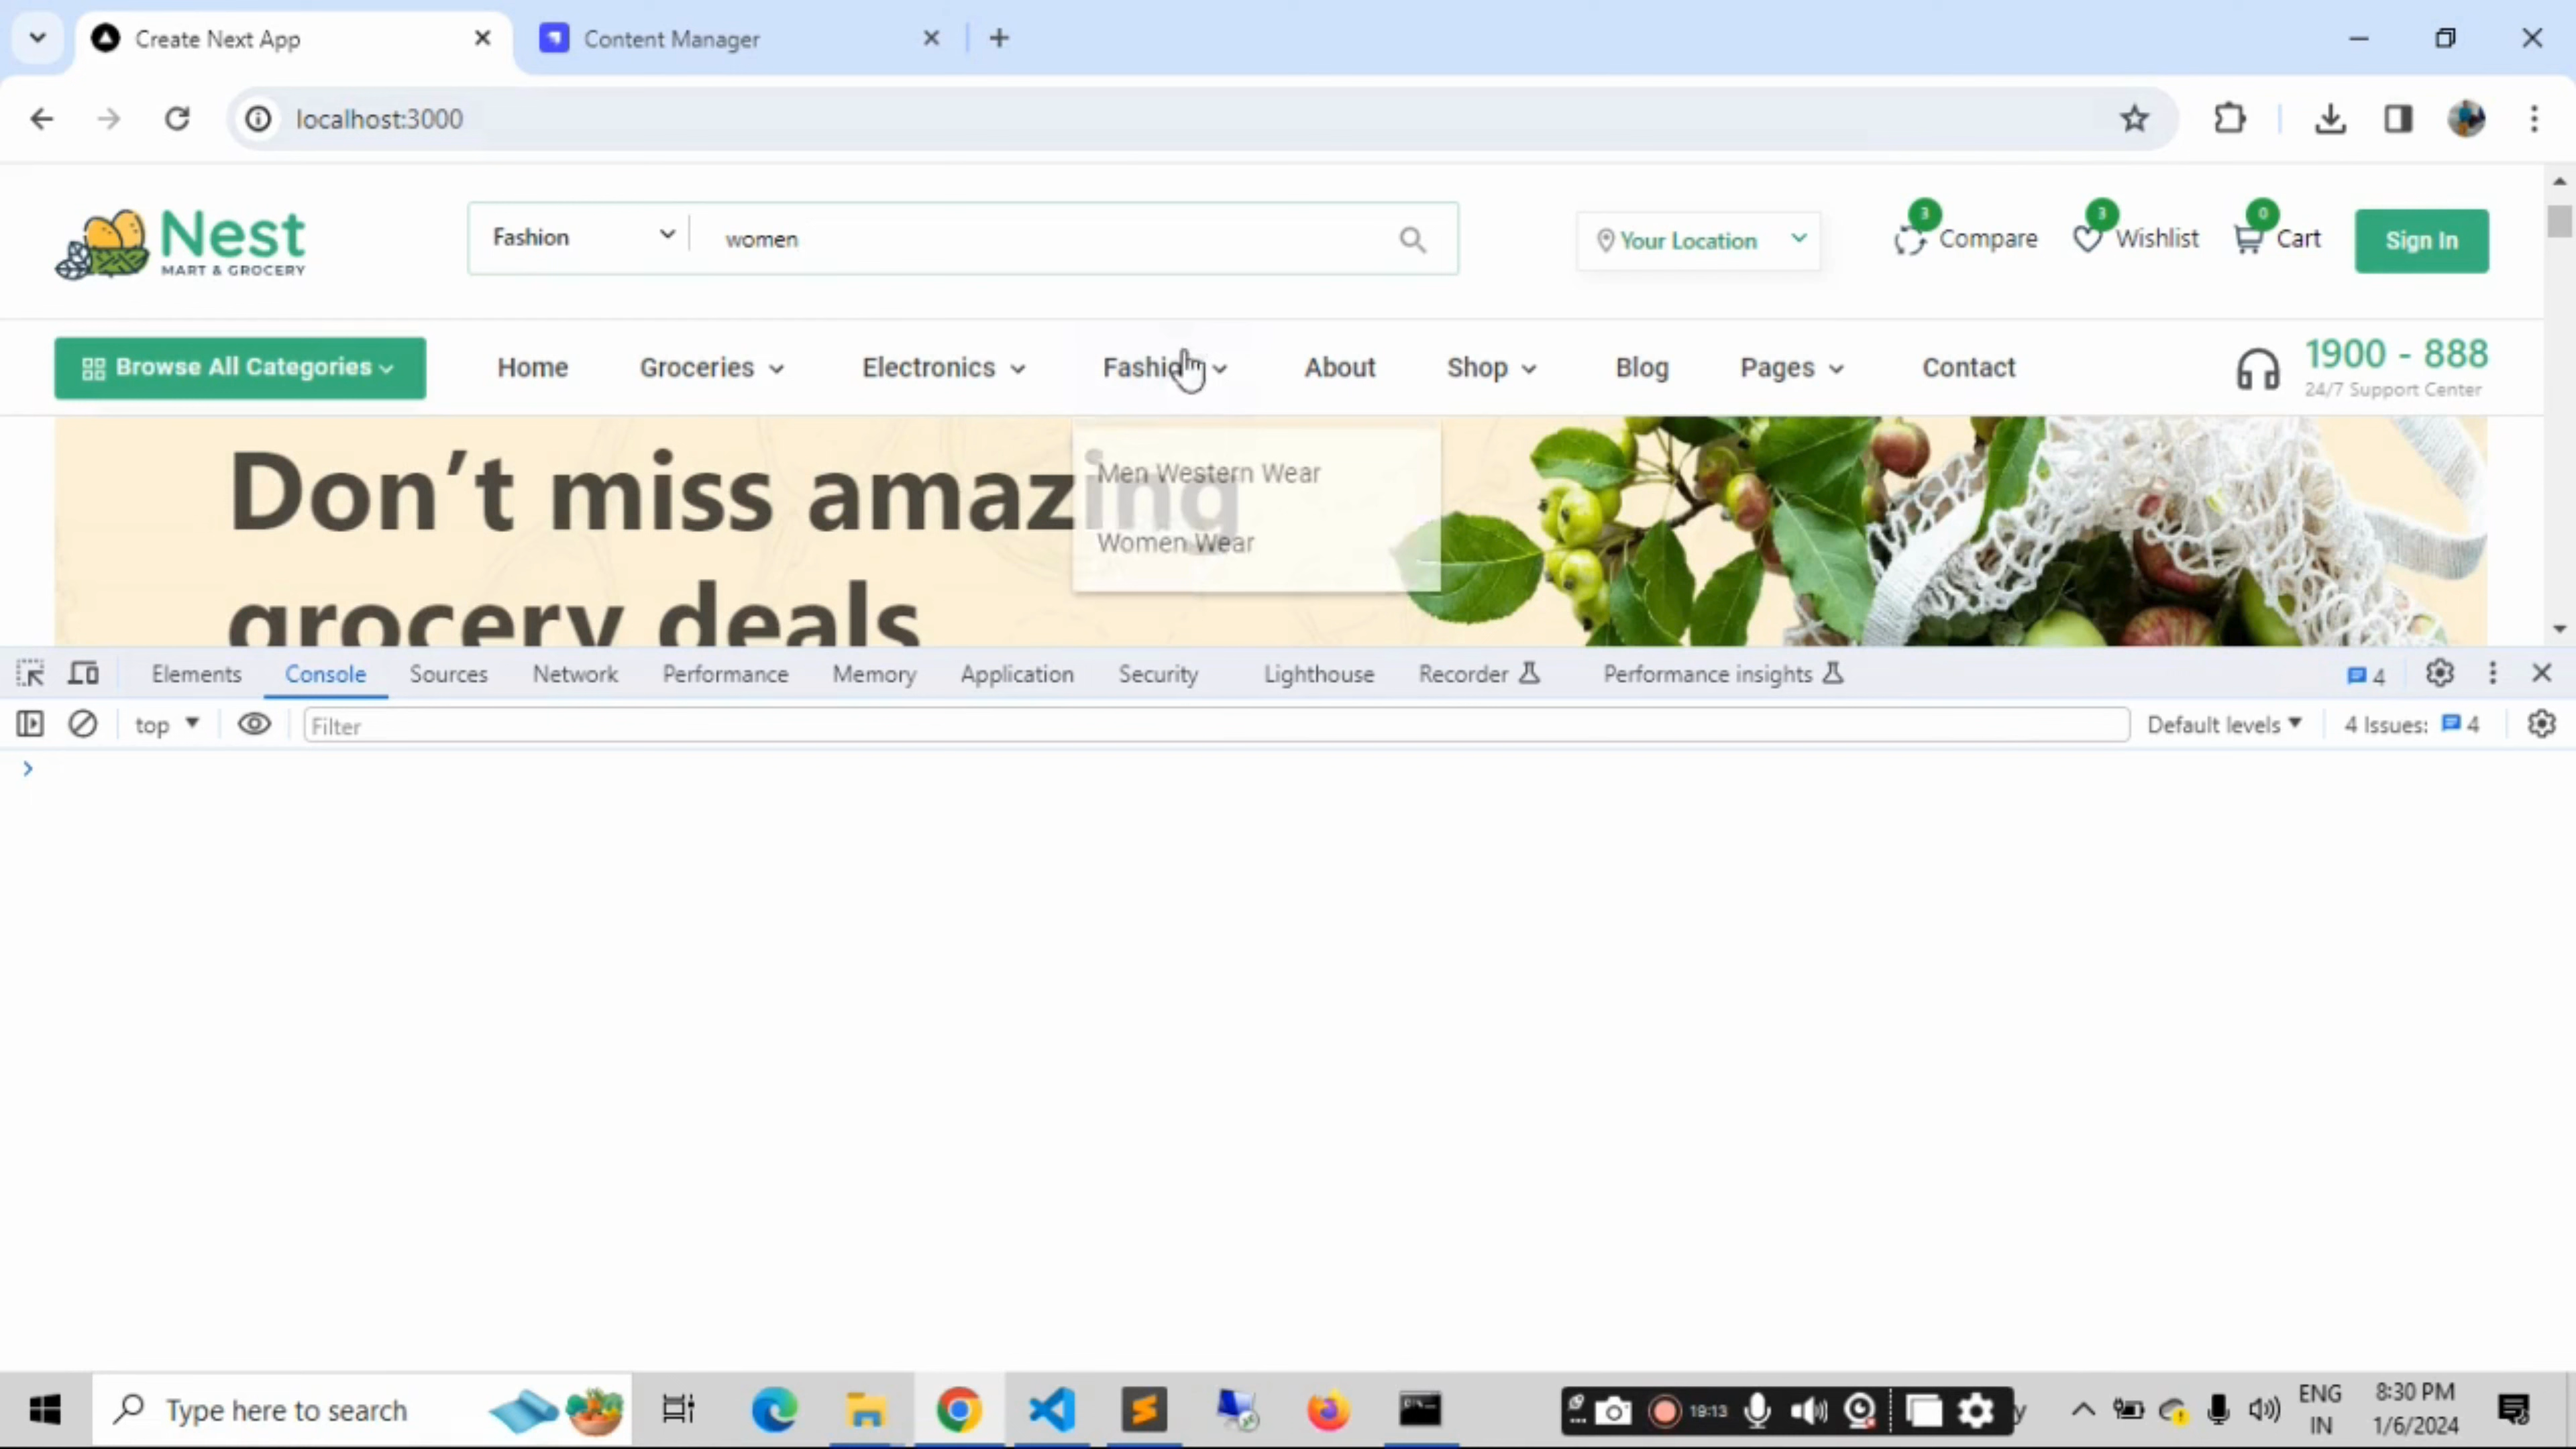 Create Next App
Content Manager
localhost:3000
Nest
MART & GROCERY
Fashion
women
Your Location
3
Compare
3
Wishlist
0
Cart
Sign In
Browse All Categories
Home
Groceries
Electronics
Fashion
About
Shop
Blog
Pages
Contact
1900 - 888
24/7 Support Center
Don't miss amazing
grocery deals
Men Western Wear
Women Wear
Elements
Console
Sources
Network
Performance
Memory
Application
Security
Lighthouse
Recorder
Performance insights
4
top
Filter
Default levels
4 Issues:
4
Type here to search
19:13
y
ENG
IN
8:30 PM
1/6/2024